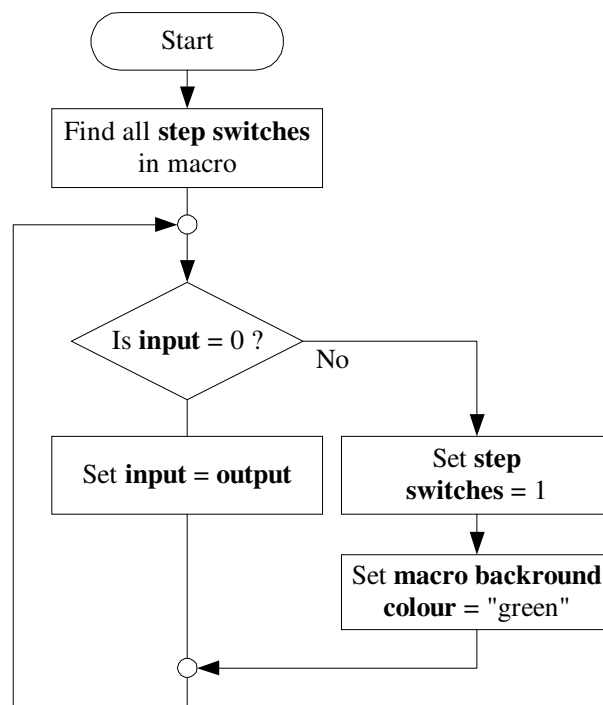 Start
Find all step switches
in macro
Is input = 0 ?
No
Set input = output
Set step
switches = 1
Set macro backround
colour = "green"